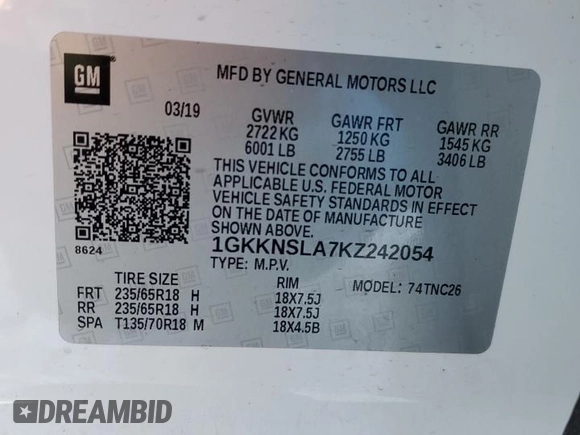 GM
MFD BY GENERAL MOTORS LLC
03/19
GVWR
2722 KG
6001 LB
GAWR FRT
1250 KG
2755 LB
GAWR RR
1545 KG
3406 LB
THIS VEHICLE CONFORMS TO ALL
APPLICABLE U.S. FEDERAL MOTOR
VEHICLE SAFETY STANDARDS IN EFFECT
ON THE DATE OF MANUFACTURE
SHOWN ABOVE.
8624
1GKKNSLA7KZ242054
TYPE: M.P.V.
MODEL: 74TNC26
TIRE SIZE RIM
FRT 235/65R18 H 18X7.5J
RR 235/65R18 H 18X7.5J
SPA T135/70R18 M 18X4.5B
DREAMBID